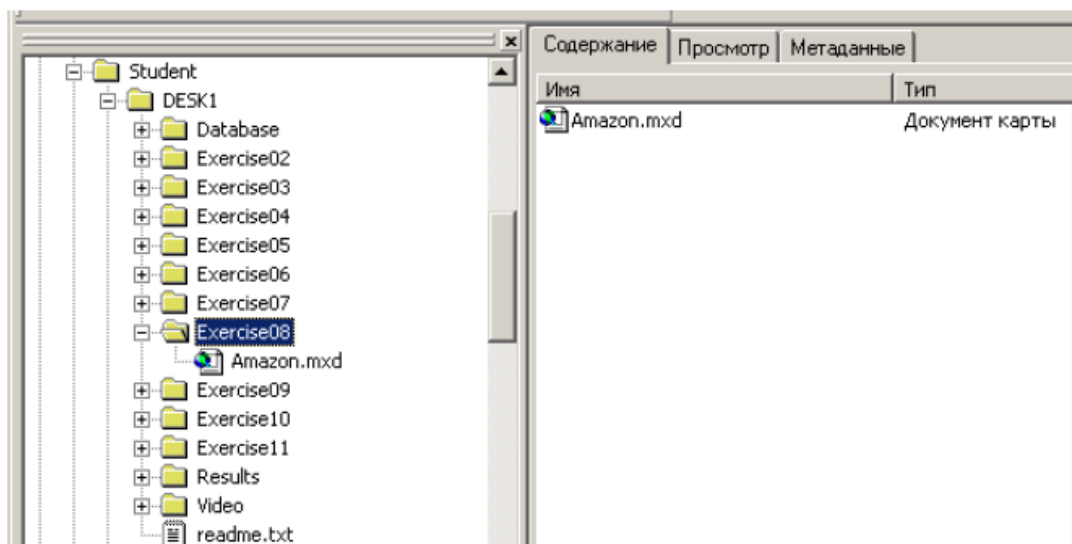 Student
DESK1
Database
Exercise02
Exercise03
Exercise04
Exercise05
Exercise06
Exercise07
Exercise08
Amazon.mxd
Exercise09
Exercise10
Exercise11
Results
Video
readme.txt
Содержание Просмотр Метаданные
Имя Тип
Amazon.mxd Документ карты